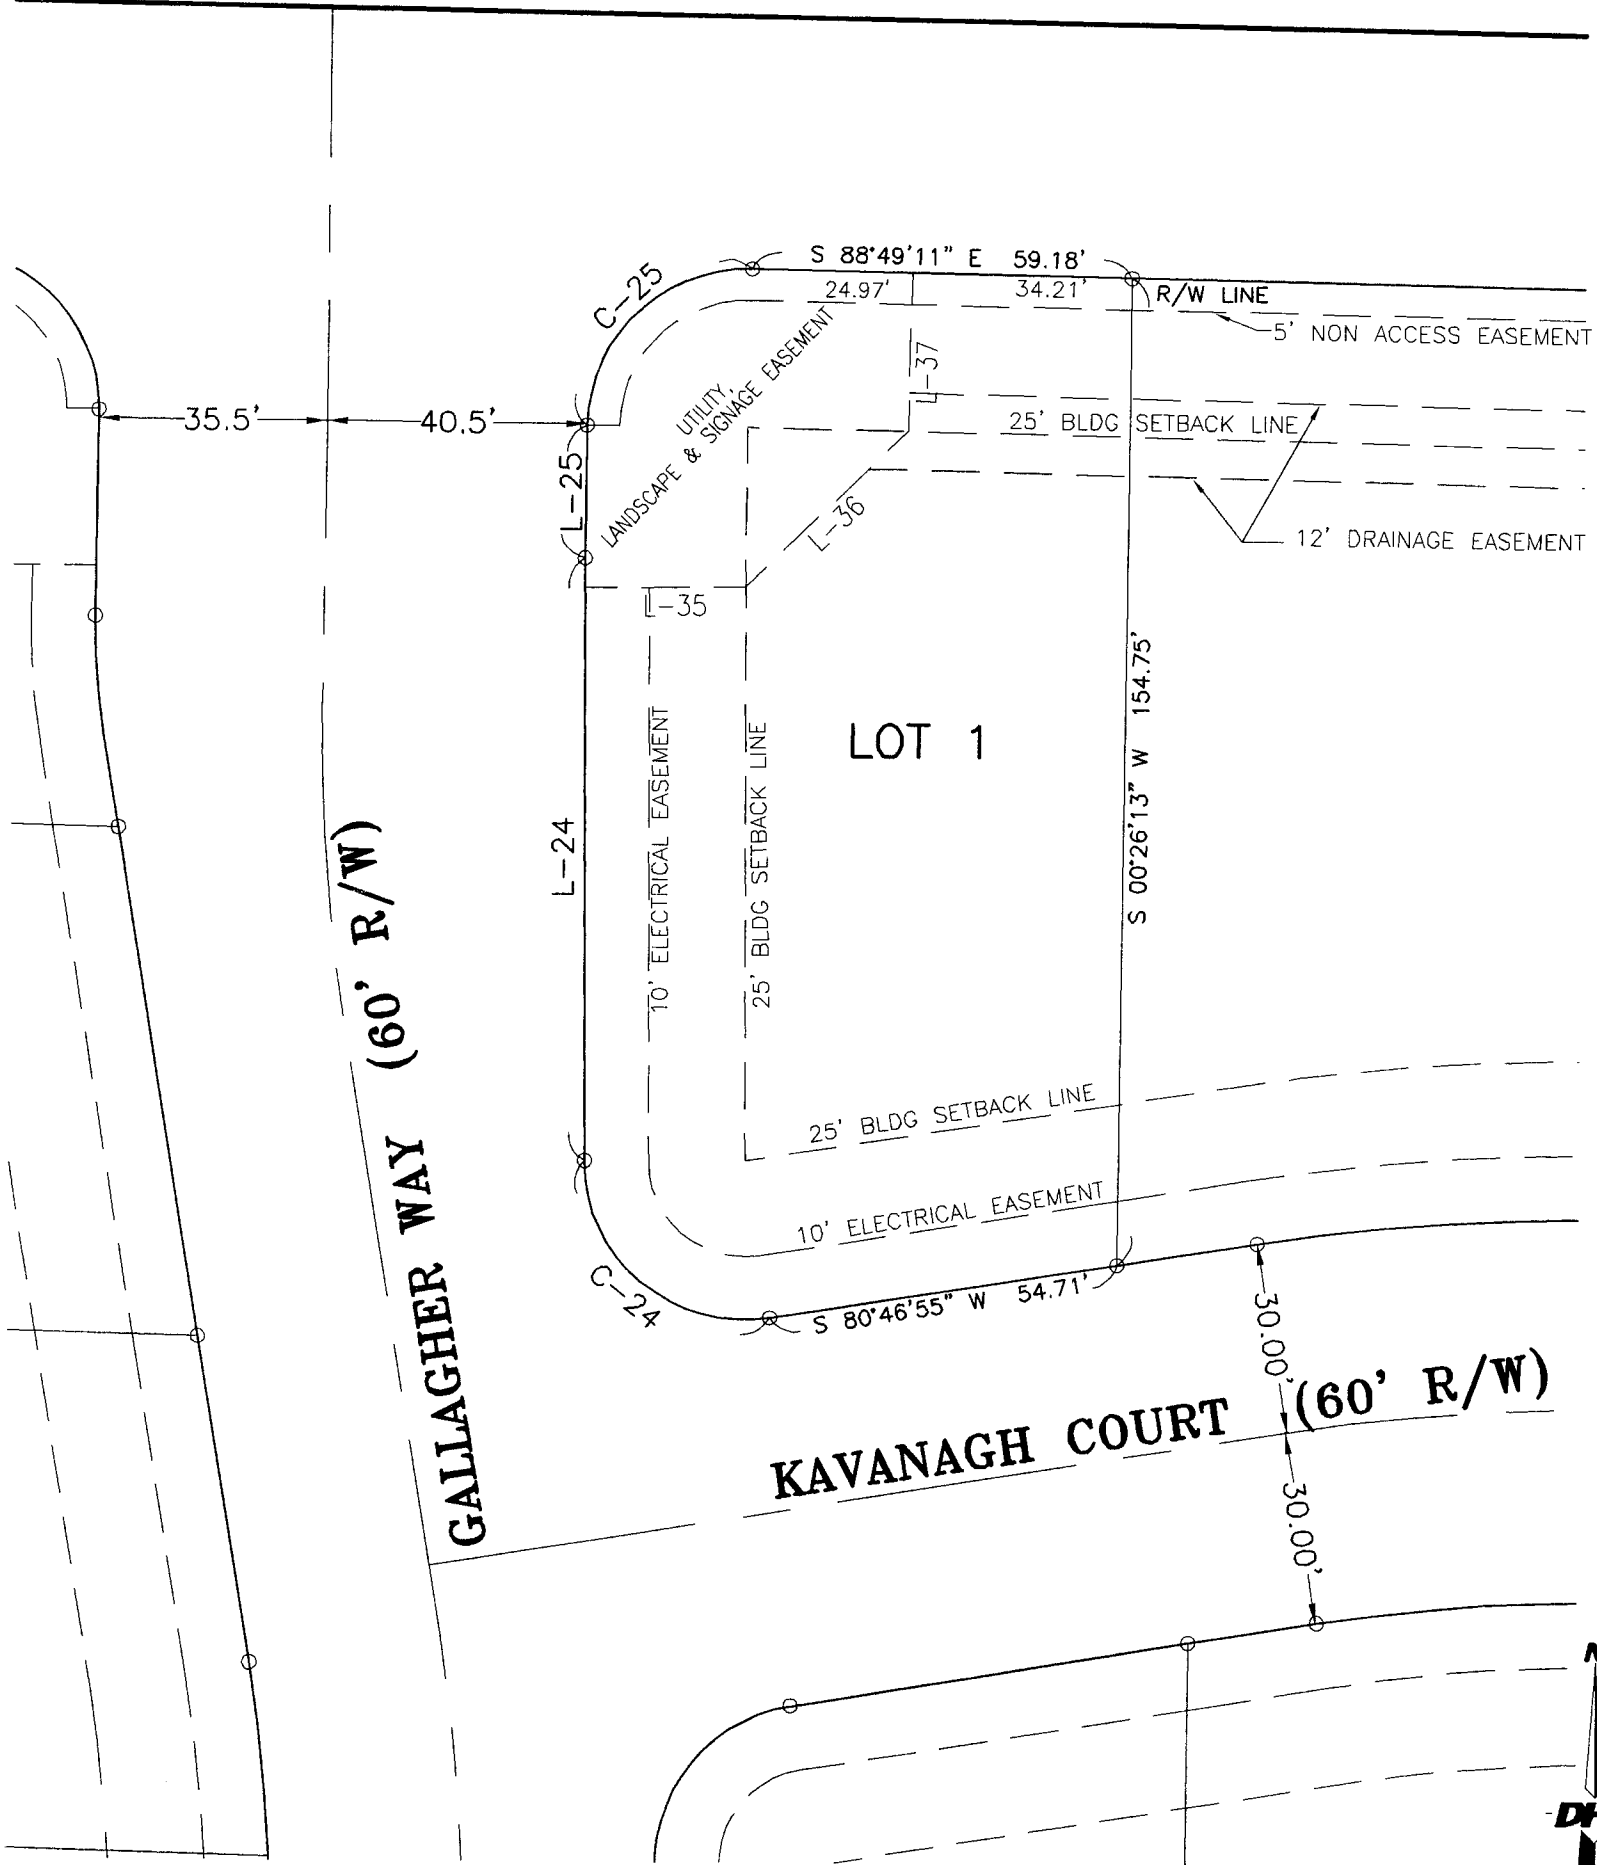 S 88°49'11" E 59.18'
C-25
24.97'
34.21'
R/W LINE
5' NON ACCESS EASEMENT
UTILITY,
LANDSCAPE & SIGNAGE EASEMENT
L-37
35.5'
40.5'
25' BLDG SETBACK LINE
L-25
L-36
12' DRAINAGE EASEMENT
L-35
S 00°26'13" W 154.75'
LOT 1
10' ELECTRICAL EASEMENT
25' BLDG SETBACK LINE
L-24
GALLAGHER WAY (60' R/W)
25' BLDG SETBACK LINE
10' ELECTRICAL EASEMENT
C-24
S 80°46'55" W 54.71'
30.00'
KAVANAGH COURT (60' R/W)
30.00'